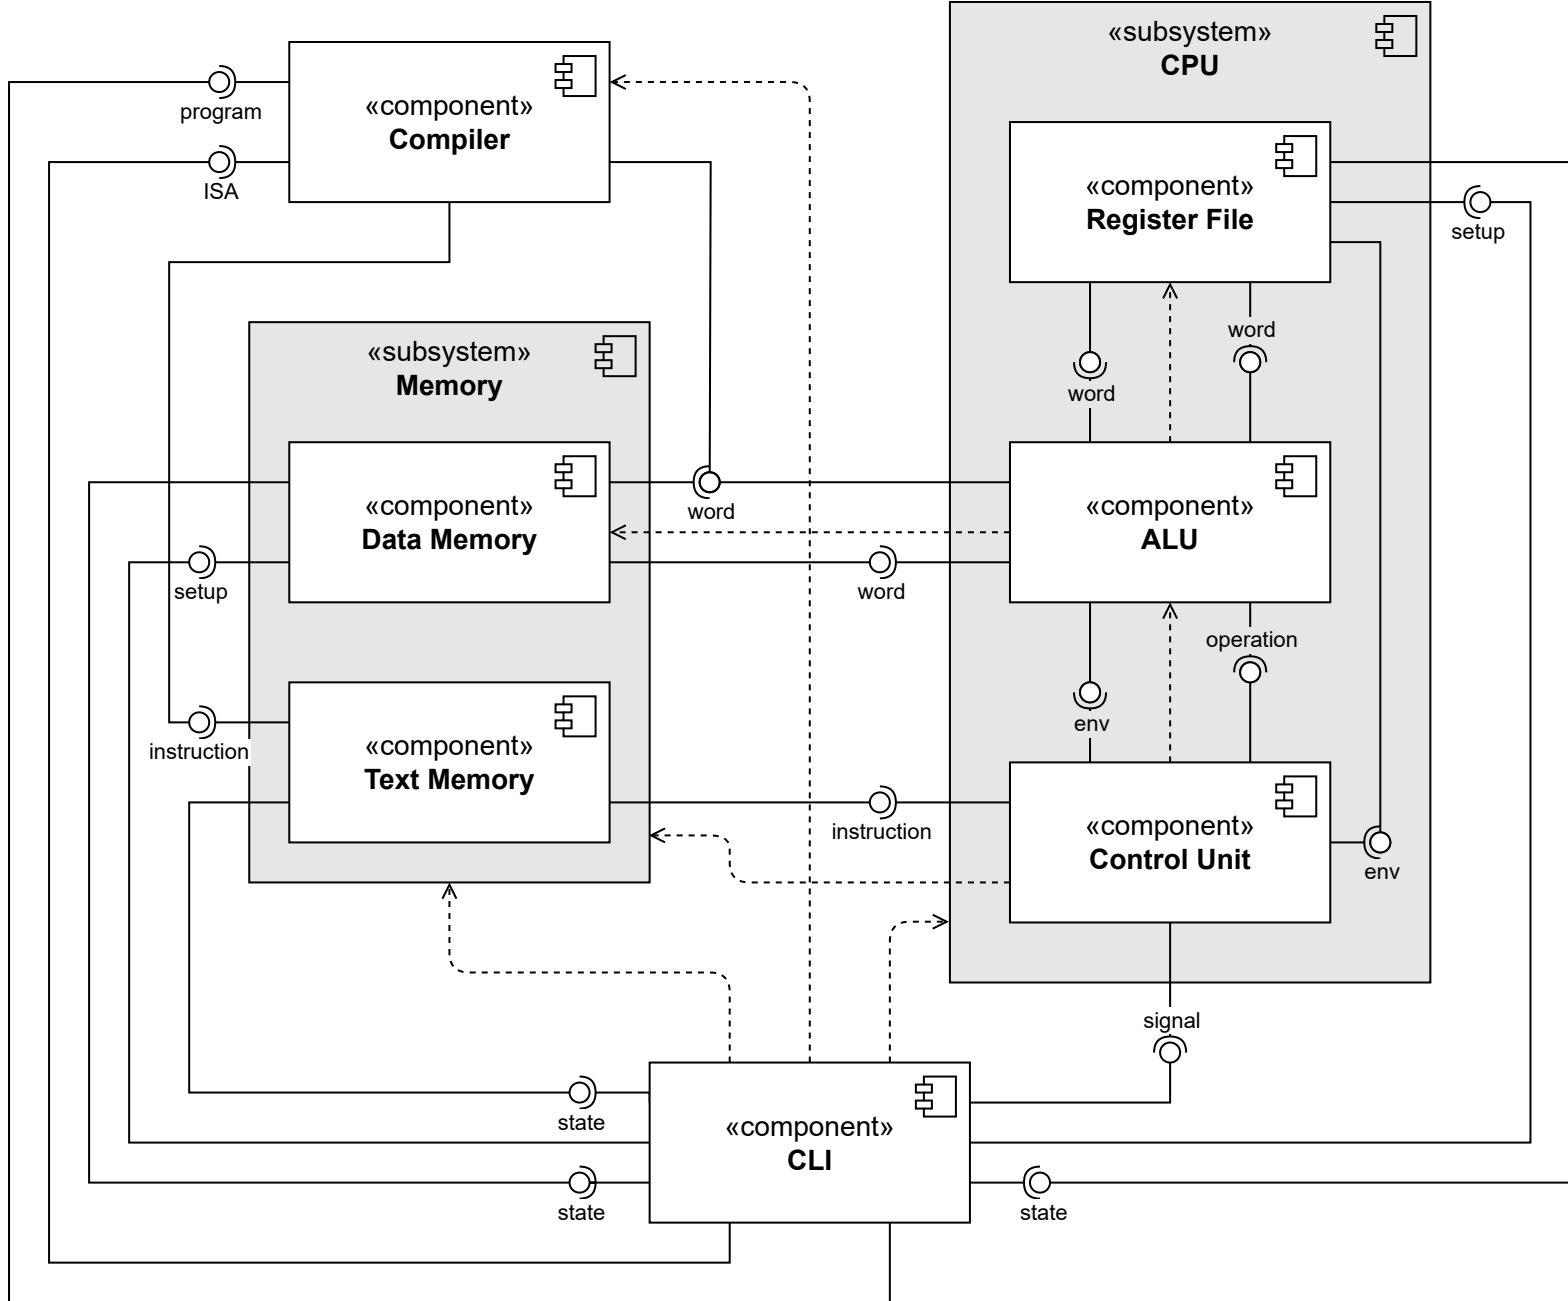 «subsystem»
CPU
«component»
Compiler
program
ISA
«component»
Register File
setup
word
word
«subsystem»
Memory
«component»
Data Memory
word
setup
word
«component»
ALU
operation
env
«component»
Text Memory
instruction
instruction
«component»
Control Unit
env
signal
«component»
CLI
state
state
state